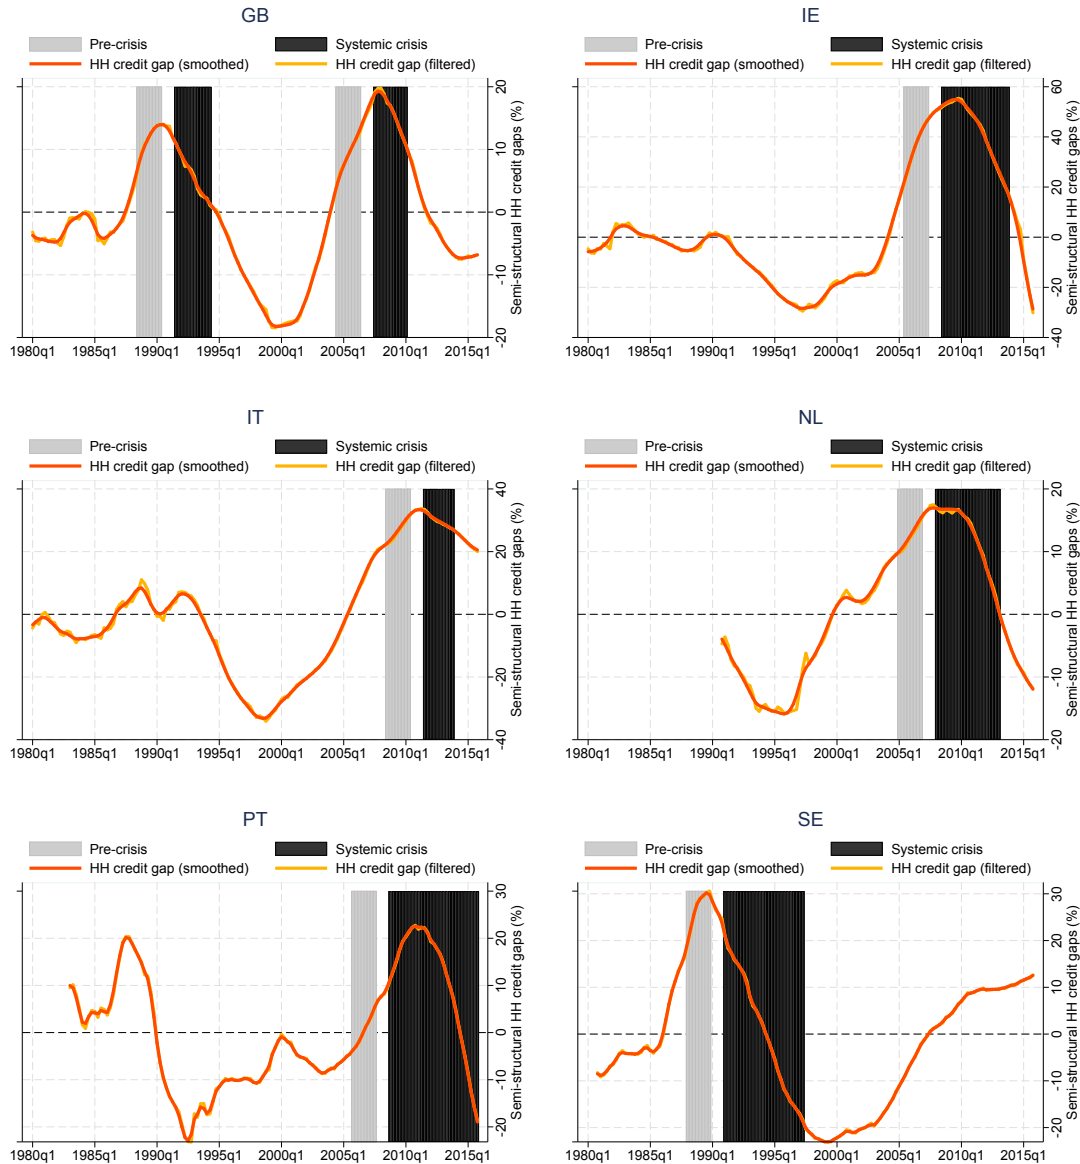 GB
Pre-crisis Systemic crisis
HH credit gap (smoothed) HH credit gap (filtered)
20
10
0
-10
-20
Semi-structural HH credit gaps (%)
1980q1 1985q1 1990q1 1995q1 2000q1 2005q1 2010q1 2015q1
IE
Pre-crisis Systemic crisis
HH credit gap (smoothed) HH credit gap (filtered)
60
40
20
0
-20
-40
Semi-structural HH credit gaps (%)
1980q1 1985q1 1990q1 1995q1 2000q1 2005q1 2010q1 2015q1
IT
Pre-crisis Systemic crisis
HH credit gap (smoothed) HH credit gap (filtered)
40
20
0
-20
-40
Semi-structural HH credit gaps (%)
1980q1 1985q1 1990q1 1995q1 2000q1 2005q1 2010q1 2015q1
NL
Pre-crisis Systemic crisis
HH credit gap (smoothed) HH credit gap (filtered)
20
10
0
-10
-20
Semi-structural HH credit gaps (%)
1980q1 1985q1 1990q1 1995q1 2000q1 2005q1 2010q1 2015q1
PT
Pre-crisis Systemic crisis
HH credit gap (smoothed) HH credit gap (filtered)
30
20
10
0
-10
-20
Semi-structural HH credit gaps (%)
1980q1 1985q1 1990q1 1995q1 2000q1 2005q1 2010q1 2015q1
SE
Pre-crisis Systemic crisis
HH credit gap (smoothed) HH credit gap (filtered)
30
20
10
0
-10
-20
Semi-structural HH credit gaps (%)
1980q1 1985q1 1990q1 1995q1 2000q1 2005q1 2010q1 2015q1